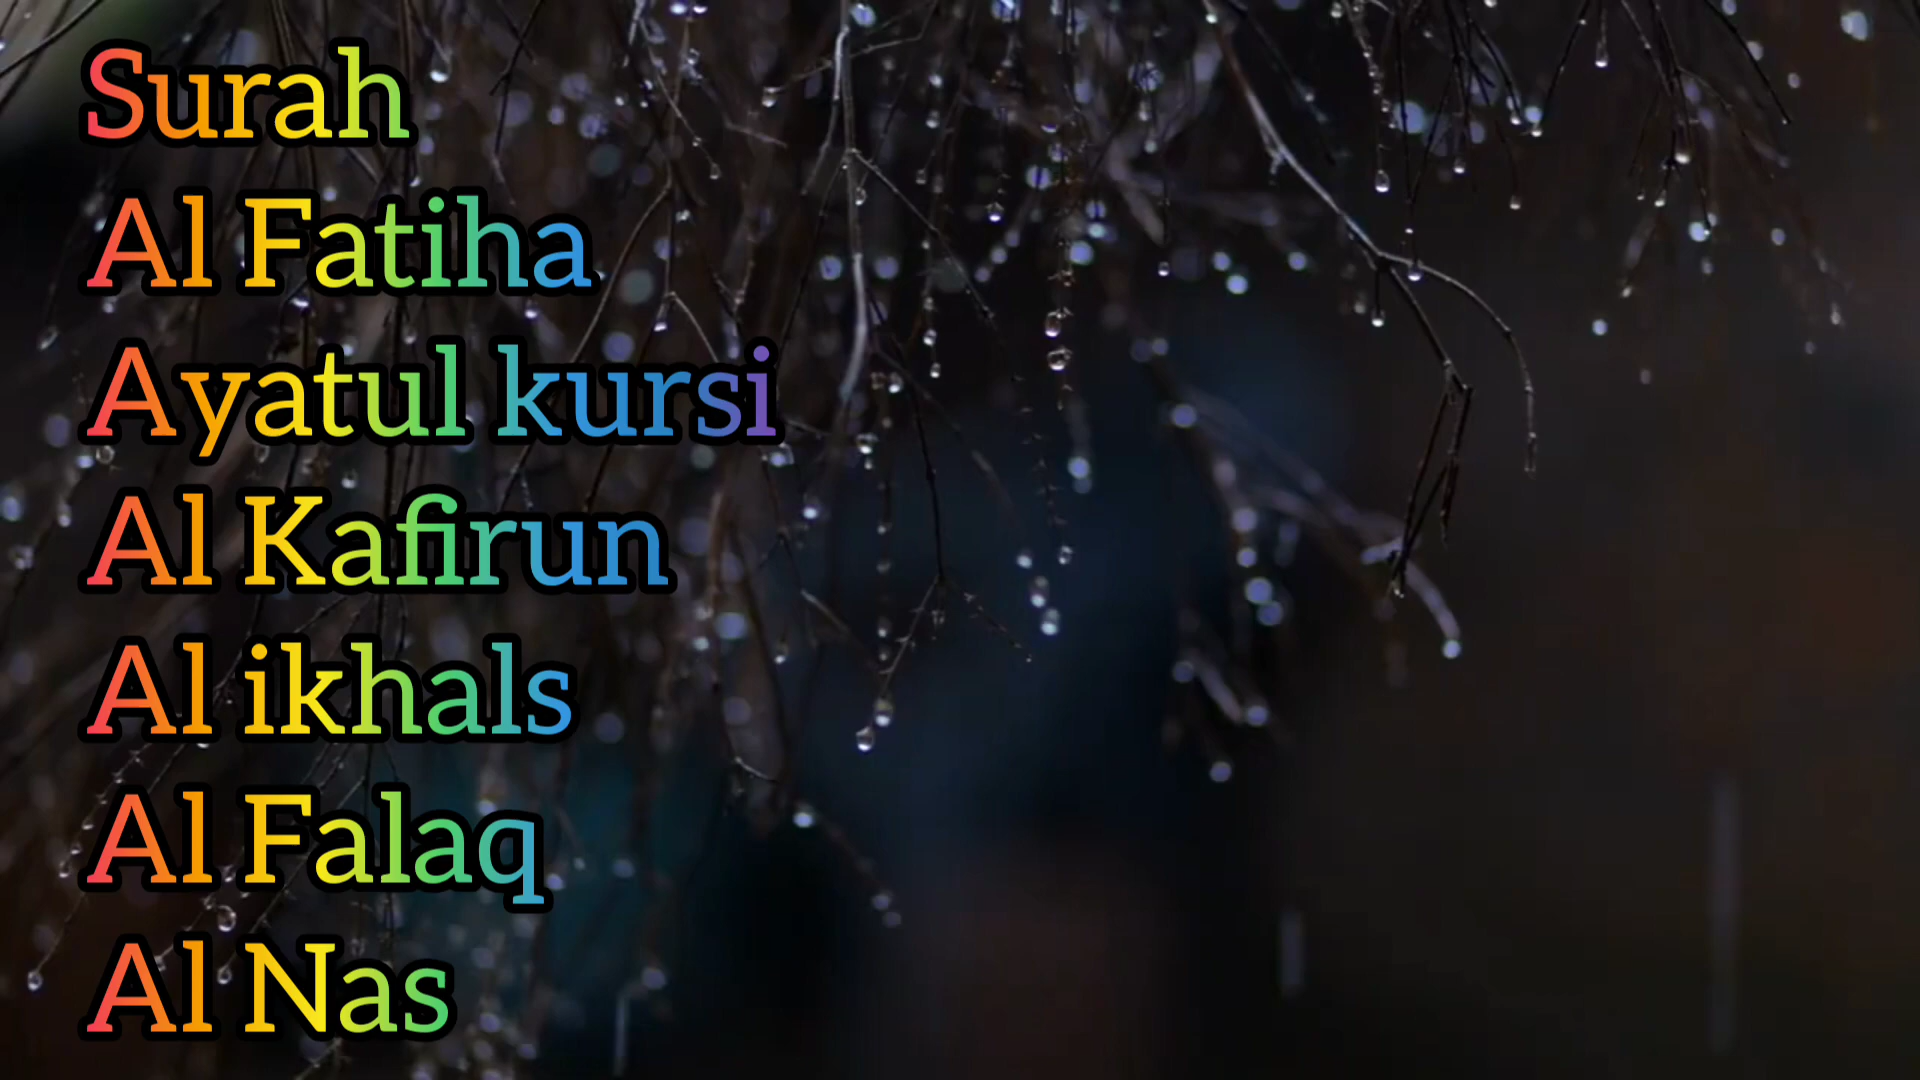 Surah
Al Fatiha
Ayatul kursi
Al Kafirun
Al ikhals
Al Falaq
Al Nas